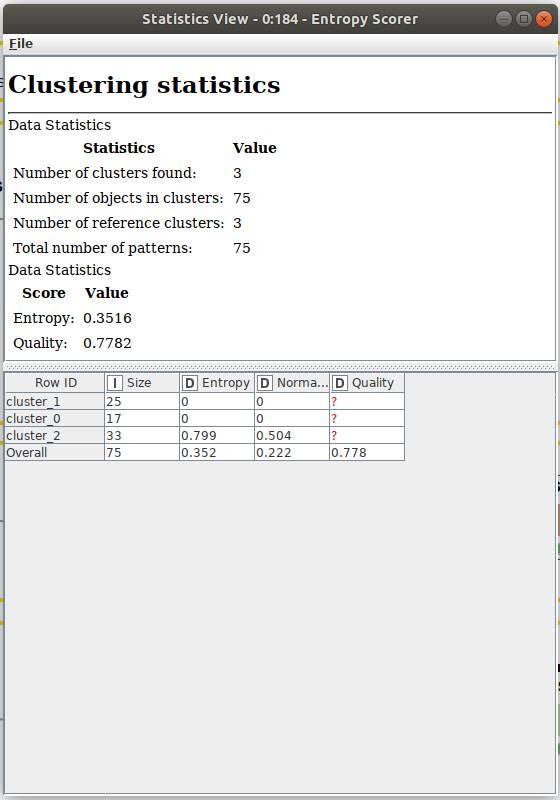 Statistics View - 0:184 - Entropy Scorer
File
Clustering statistics
Data Statistics
Statistics Value
Number of clusters found: 3
Number of objects in clusters: 75
Number of reference clusters: 3
Total number of patterns: 75
Data Statistics
Score Value
Entropy: 0.3516
Quality: 0.7782
Row ID I Size D Entropy D Norma... D Quality
cluster_1 25 0 0 ?
cluster_0 17 0 0 ?
cluster_2 33 0.799 0.504 ?
Overall 75 0.352 0.222 0.778